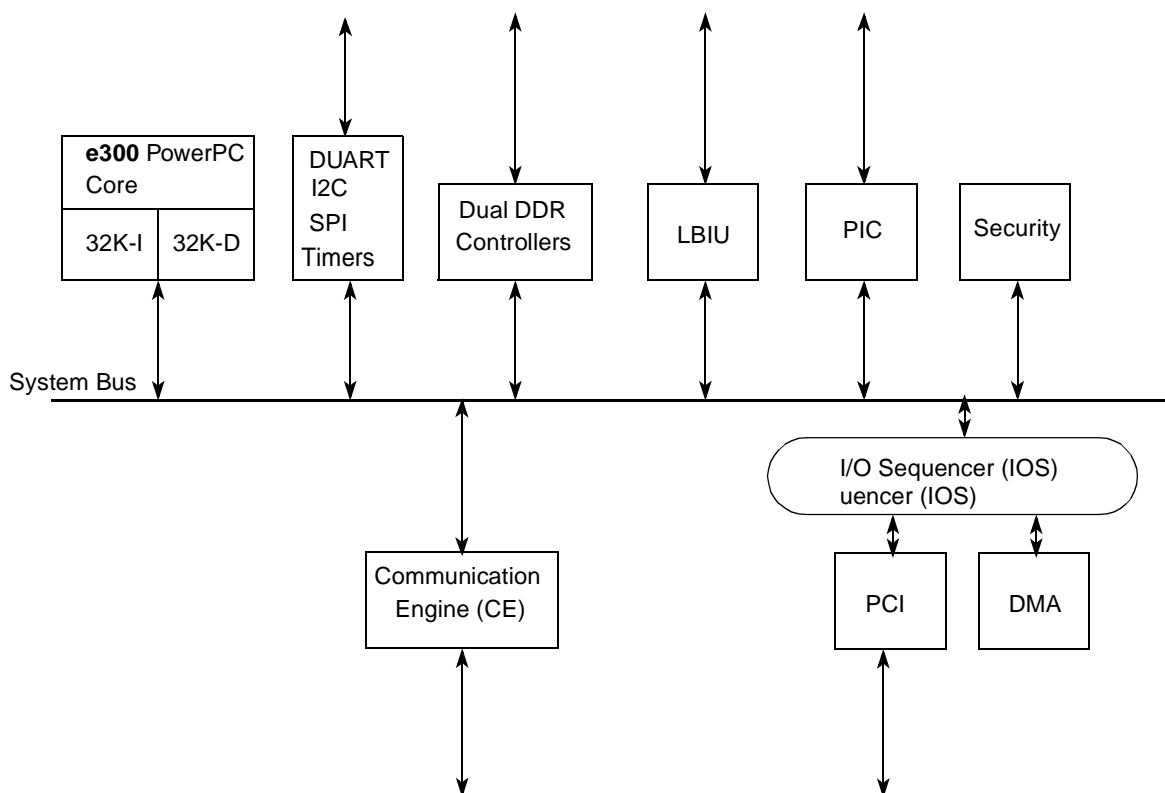 e300 PowerPC
Core
32K-I
32K-D
DUART
I2C
SPI
Timers
Dual DDR
Controllers
LBIU
PIC
Security
System Bus
I/O Sequencer (IOS)
uencer (IOS)
Communication
Engine (CE)
PCI
DMA